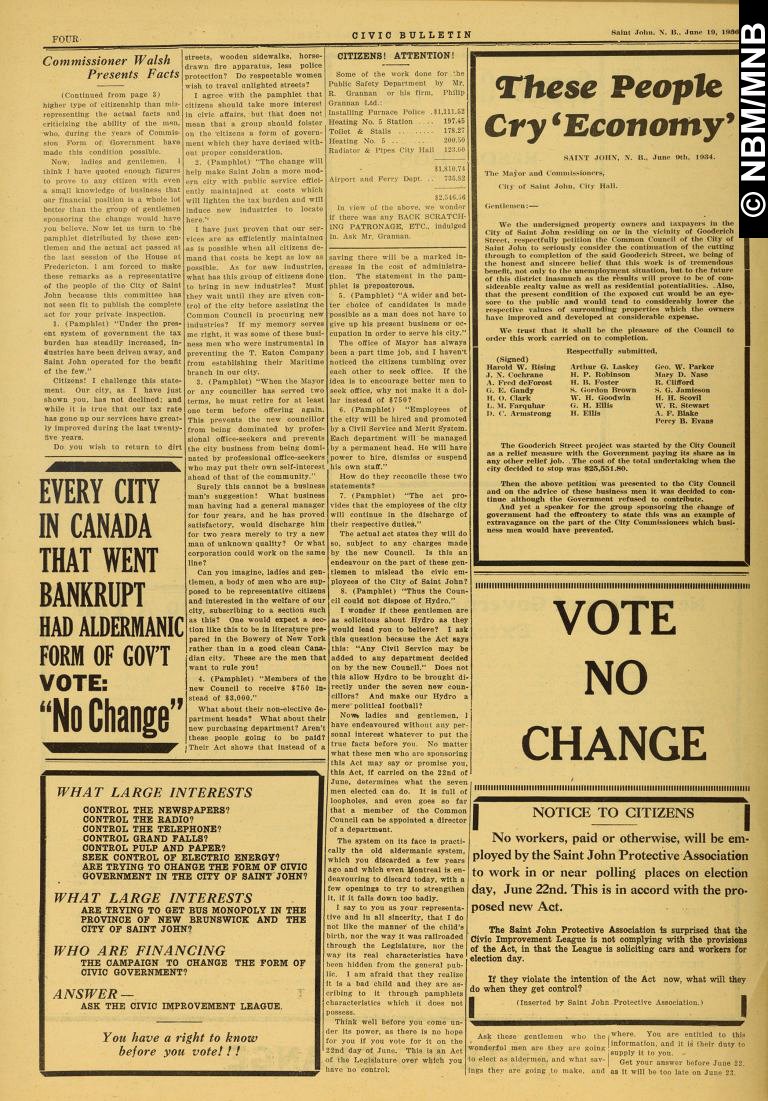 FOUR
CIVIC BULLETIN
Saint John, N. B., June 19, 1936
© NBM/MNB
Commissioner Walsh
Presents Facts
(Continued from page 3)
higher type of citizenship than mis-
representing the actual facts and
criticizing the ability of the men,
who, during the years of Commis-
sion Form of Government have
made this condition possible.
Now, ladies and gentlemen, I
think I have quoted enough figures
to prove to any citizen with even
a small knowledge of business that
our financial position is a whole lot
better than the group of gentlemen
sponsoring the change would have
you believe. Now let us turn to the
pamphlet distributed by these gen-
tlemen and the actual act passed at
the last session of the House at
Fredericton. I am forced to make
these remarks as a representative
of the people of the City of Saint
John because this committee has
not seen fit to publish the complete
act for your private inspection.
1. (Pamphlet) "Under the pres-
ent system of government the tax
burden has steadily increased, in-
dustries have been driven away, and
Saint John operated for the benfit
of the few."
Citizens! I challenge this state-
ment. Our city, as I have just
shown you, has not declined; and
while it is true that our tax rate
has gone up our services have great-
ly improved during the last twenty-
five years.
Do you wish to return to dirt
EVERY CITY
IN CANADA
THAT WENT
BANKRUPT
HAD ALDERMANIC
FORM OF GOV'T
VOTE:
"No Change"
streets, wooden sidewalks, horse-
drawn fire apparatus, less police
protection? Do respectable women
wish to travel unlighted streets?
I agree with the pamphlet that
citizens should take more interest
in civic affairs, but that does not
mean that a group should foister
on the citizens a form of govern-
ment which they have devised with-
out proper consideration.
2. (Pamphlet) "The change will
help make Saint John a more mod-
ern city with public service effici-
ently maintained at costs which
will lighten the tax burden and will
induce new industries to locate
here."
I have just proven that our ser-
vices are as efficiently maintained
as is possible when all citizens de-
mand that costs be kept as low as
possible. As for new industries,
what has this group of citizens done
to bring in new industries? Must
they wait until they are given con-
trol of the city before assisting the
Common Council in procuring new
industries? If my memory serves
me right, it was some of these busi-
ness men who were instrumental in
preventing the T. Eaton Company
from establishing their Maritime
branch in our city.
3. (Pamphlet) "When the Mayor
or any councillor has served two
terms, he must retire for at least
one term before offering again.
This prevents the new councillor
from being dominated by profes-
sional office-seekers and prevents
the city business from being domi-
nated by professional office-seekers
who may put their own self-interest
ahead of that of the community."
Surely this cannot be a business
man's suggestion! What business
man having had a general manager
for four years, and he has proved
satisfactory, would discharge him
for two years merely to try a new
man of unknown quality? Or what
corporation could work on the same
line?
Can you imagine, ladies and gen-
tlemen, a body of men who are sup-
posed to be representative citizens
and interested in the welfare of our
city, subscribing to a section such
as this? One would expect a sec-
tion like this to be in literature pre-
pared in the Bowery of New York
rather than in a good clean Cana-
dian city. These are the men that
want to rule you!
4. (Pamphlet) "Members of the
new Council to receive $750 in-
stead of $3,000."
What about their non-elective de-
partment heads? What about their
new purchasing department? Aren't
these people going to be paid?
Their Act shows that instead of a
WHAT LARGE INTERESTS
CONTROL THE NEWSPAPERS?
CONTROL THE RADIO?
CONTROL THE TELEPHONE?
CONTROL GRAND FALLS?
CONTROL PULP AND PAPER?
SEEK CONTROL OF ELECTRIC ENERGY?
ARE TRYING TO CHANGE THE FORM OF CIVIC
GOVERNMENT IN THE CITY OF SAINT JOHN?
WHAT LARGE INTERESTS
ARE TRYING TO GET BUS MONOPOLY IN THE
PROVINCE OF NEW BRUNSWICK AND THE
CITY OF SAINT JOHN?
WHO ARE FINANCING
THE CAMPAIGN TO CHANGE THE FORM OF
CIVIC GOVERNMENT?
ANSWER—
ASK THE CIVIC IMPROVEMENT LEAGUE.
You have a right to know
before you vote!!!
CITIZENS! ATTENTION!
Some of the work done for the
Public Safety Department by Mr.
R. Grannan or his firm, Philip
Grannan Ltd.:
Installing Furnace Police . $1,111.52
Heating No. 5 Station . . . . 197.45
Toilet & Stalls . . . . . . . . . 178.27
Heating No. 5 . . . . . . . . . . 200.50
Radiator & Pipes City Hall 123.00
$1,810.74
Airport and Ferry Dept. . . 735.82
$2,546.56
In view of the above, we wonder
if there was any BACK SCRATCH-
ING PATRONAGE, ETC., indulged
in. Ask Mr. Grannan.
saving there will be a marked in-
crease in the cost of administra-
tion. The statement in the pam-
phlet is preposterous.
5. (Pamphlet) "A wider and bet-
ter choice of candidates is made
possible as a man does not have to
give up his present business or oc-
cupation in order to serve his city."
The office of Mayor has always
been a part time job, and I haven't
noticed the citizens tumbling over
each other to seek office. If the
idea is to encourage better men to
seek office, why not make it a dol-
lar instead of $750?
6. (Pamphlet) "Employees of
the city will be hired and promoted
by a Civil Service and Merit System.
Each department will be managed
by a permanent head. He will have
power to hire, dismiss or suspend
his own staff."
How do they reconcile these two
statements?
7. (Pamphlet) "The act pro-
vides that the employees of the city
will continue in the discharge of
their respective duties."
The actual act states they will do
so, subject to any charges made
by the new Council. Is this an
endeavour on the part of these gen-
tlemen to mislead the civic em-
ployees of the City of Saint John?
8. (Pamphlet) "Thus the Coun-
cil could not dispose of Hydro."
I wonder if these gentlemen are
as solicitous about Hydro as they
would lead you to believe? I ask
this question because the Act says
this: "Any Civil Service may be
added to any department decided
on by the new Council." Does not
this allow Hydro to be brought di-
rectly under the seven new coun-
cillors? And make our Hydro a
mere political football?
Now, ladies and gentlemen, I
have endeavoured without any per-
sonal interest whatever to put the
true facts before you. No matter
what these men who are sponsoring
this Act may say or promise you,
this Act, if carried on the 22nd of
June, determines what the seven
men elected can do. It is full of
loopholes, and even goes so far
that a member of the Common
Council can be appointed a director
of a department.
The system on its face is practi-
cally the old aldermanic system,
which you discarded a few years
ago and which even Montreal is en-
deavouring to discard today, with a
few openings to try to strengthen
it, if it falls down too badly.
I say to you as your representa-
tive and in all sincerity, that I do
not like the manner of the child's
birth, nor the way it was railroaded
through the Legislature, nor the
way its real characteristics have
been hidden from the general pub-
lic. I am afraid that they realize
it is a bad child and they are as-
cribing to it through pamphlets
characteristics which it does not
possess.
Think well before you come un-
der its power, as there is no hope
for you if you vote for it on the
22nd day of June. This is an Act
of the Legislature over which you
have no control.
These People
Cry 'Economy'
SAINT JOHN, N. B., June 9th, 1934.
The Mayor and Commissioners,
City of Saint John, City Hall.
Gentlemen:—
We the undersigned property owners and taxpayers in the
City of Saint John residing on or in the vicinity of Gooderich
Street, respectfully petition the Common Council of the City of
Saint John to seriously consider the continuation of the cutting
through to completion of the said Gooderich Street, we being of
the honest and sincere belief that this work is of tremendous
benefit, not only to the unemployment situation, but to the future
of this district inasmuch as the results will prove to be of con-
siderable realty value as well as residential potentialities. Also,
that the present condition of the exposed cut would be an eye-
sore to the public and would tend to considerably lower the
respective values of surrounding properties which the owners
have improved and developed at considerable expense.
We trust that it shall be the pleasure of the Council to
order this work carried on to completion.
Respectfully submitted,
(Signed)
Harold W. Rising
J. N. Cochrane
A. Fred deForest
G. E. Gandy
H. O. Clark
L. M. Farquhar
D. C. Armstrong
Arthur G. Laskey
H. P. Robinson
H. B. Foster
S. Gordon Brown
W. H. Goodwin
G. H. Ellis
H. Ellis
Geo. W. Parker
Mary D. Nase
R. Clifford
S. G. Jamieson
H. H. Scovil
W. R. Stewart
A. F. Blake
Percy B. Evans
The Gooderich Street project was started by the City Council
as a relief measure with the Government paying its share as in
any other relief job. The cost of the total undertaking when the
city decided to stop was $25,551.80.
Then the above petition was presented to the City Council
and on the advice of these business men it was decided to con-
tinue although the Government refused to contribute.
And yet a speaker for the group sponsoring the change of
government had the effrontery to state this was an example of
extravagance on the part of the City Commissioners which busi-
ness men would have prevented.
VOTE
NO
CHANGE
NOTICE TO CITIZENS
No workers, paid or otherwise, will be em-
ployed by the Saint John Protective Association
to work in or near polling places on election
day, June 22nd. This is in accord with the pro-
posed new Act.
The Saint John Protective Association is surprised that the
Civic Improvement League is not complying with the provisions
of the Act, in that the League is soliciting cars and workers for
election day.
If they violate the intention of the Act now, what will they
do when they get control?
(Inserted by Saint John Protective Association.)
Ask these gentlemen who the
wonderful men are they are going
to elect as aldermen, and what sav-
ings they are going to make, and
where. You are entitled to this
information, and it is their duty to
supply it to you.
Get your answer before June 22,
as it will be too late on June 23.